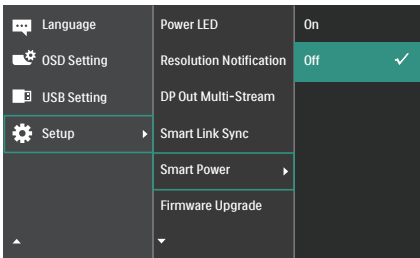 Language
OSD Setting
USB Setting
Setup
Power LED
Resolution Notification
DP Out Multi-Stream
Smart Link Sync
Smart Power
Firmware Upgrade
On
Off